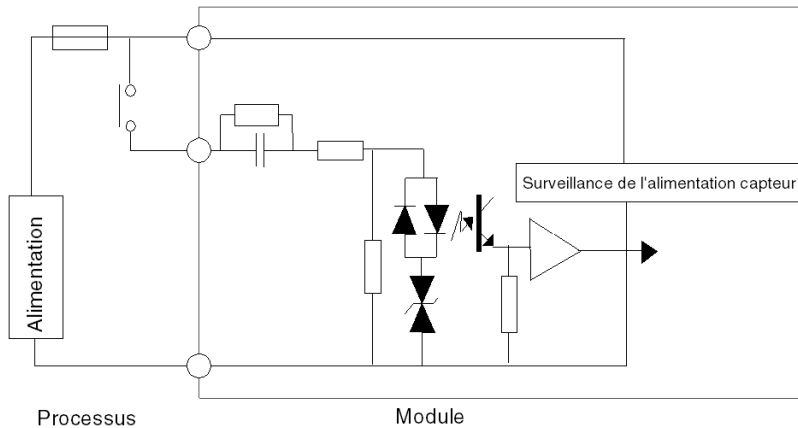 Surveillance de l'alimentation capteur
Alimentation
Processus
Module